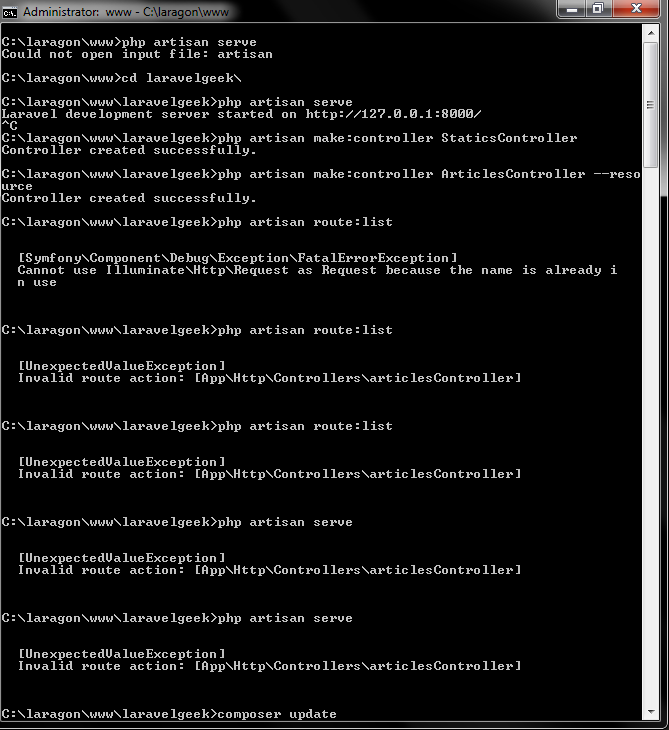 Administrator: www - C:\laragon\www
C:\laragon\www>php artisan serve
Could not open input file: artisan
C:\laragon\www>cd laravelgeek\
C:\laragon\www\laravelgeek>php artisan serve
Laravel development server started on http://127.0.0.1:8000/
^C
C:\laragon\www\laravelgeek>php artisan make:controller StaticsController
Controller created successfully.
C:\laragon\www\laravelgeek>php artisan make:controller ArticlesController --reso
urce
Controller created successfully.
C:\laragon\www\laravelgeek>php artisan route:list
[Symfony\Component\Debug\Exception\FatalErrorException]
Cannot use Illuminate\Http\Request as Request because the name is already i
n use
C:\laragon\www\laravelgeek>php artisan route:list
[UnexpectedValueException]
Invalid route action: [App\Http\Controllers\articlesController]
C:\laragon\www\laravelgeek>php artisan route:list
[UnexpectedValueException]
Invalid route action: [App\Http\Controllers\articlesController]
C:\laragon\www\laravelgeek>php artisan serve
[UnexpectedValueException]
Invalid route action: [App\Http\Controllers\articlesController]
C:\laragon\www\laravelgeek>php artisan serve
[UnexpectedValueException]
Invalid route action: [App\Http\Controllers\articlesController]
C:\laragon\www\laravelgeek>composer update